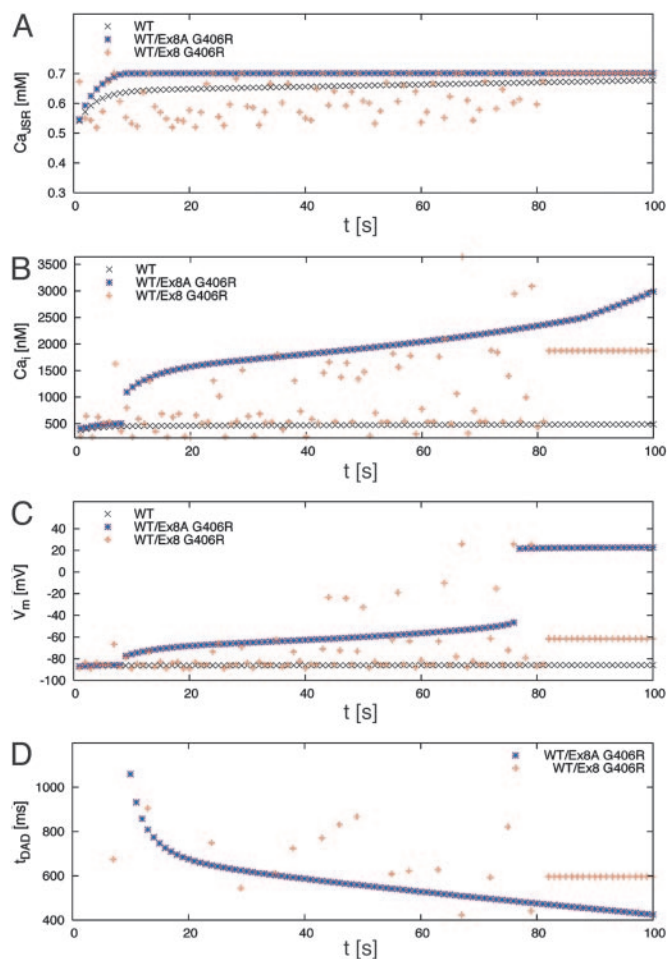 A
WT
WT/Ex8A G406R
WT/Ex8 G406R
Ca_JSR [mM]
0.7
0.6
0.5
0.4
0.3
0 20 40 60 80 100
t [s]
B
WT
WT/Ex8A G406R
WT/Ex8 G406R
Ca_i [nM]
3500
3000
2500
2000
1500
1000
500
0 20 40 60 80 100
t [s]
C
WT
WT/Ex8A G406R
WT/Ex8 G406R
V_m [mV]
40
20
0
-20
-40
-60
-80
-100
0 20 40 60 80 100
t [s]
D
WT/Ex8A G406R
WT/Ex8 G406R
t_DAD [ms]
1000
800
600
400
0 20 40 60 80 100
t [s]